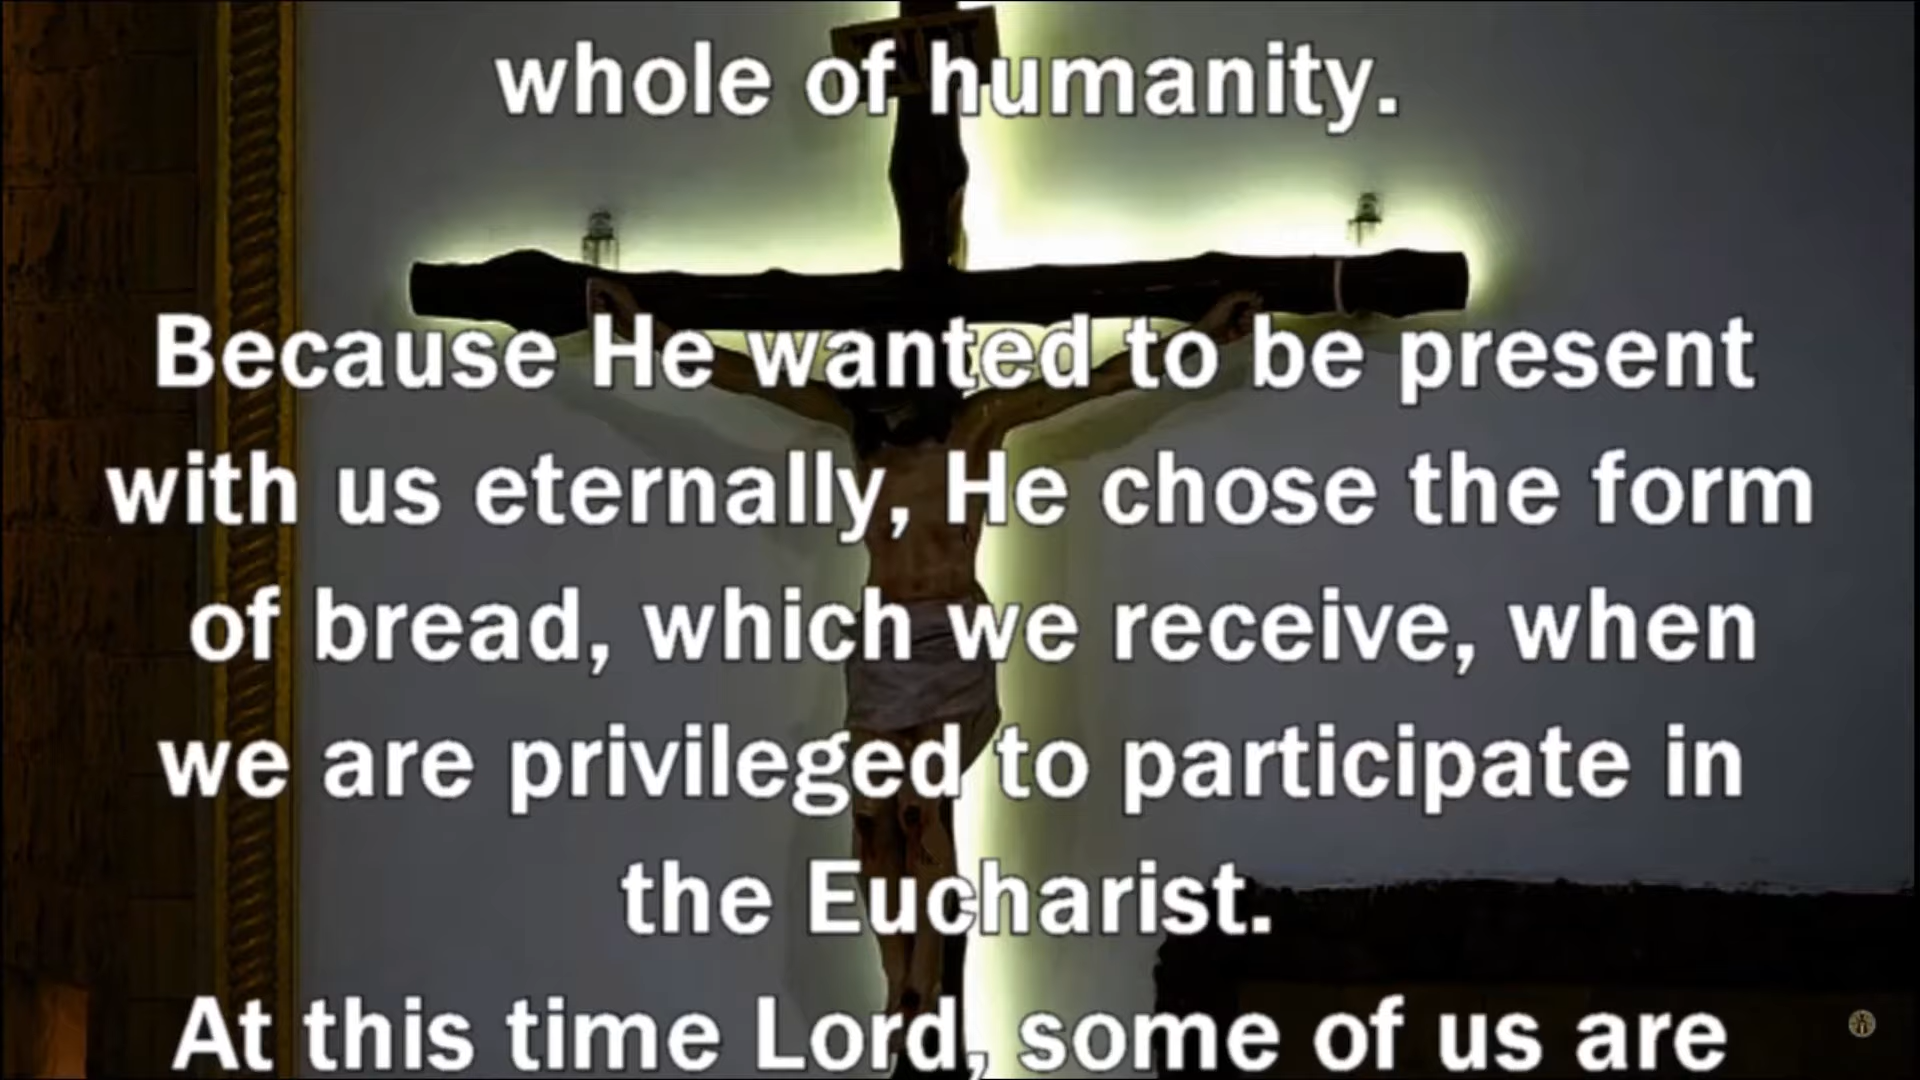 whole of humanity.
Because He wanted to be present
with us eternally, He chose the form
of bread, which we receive, when
we are privileged to participate in
the Eucharist.
At this time Lord, some of us are